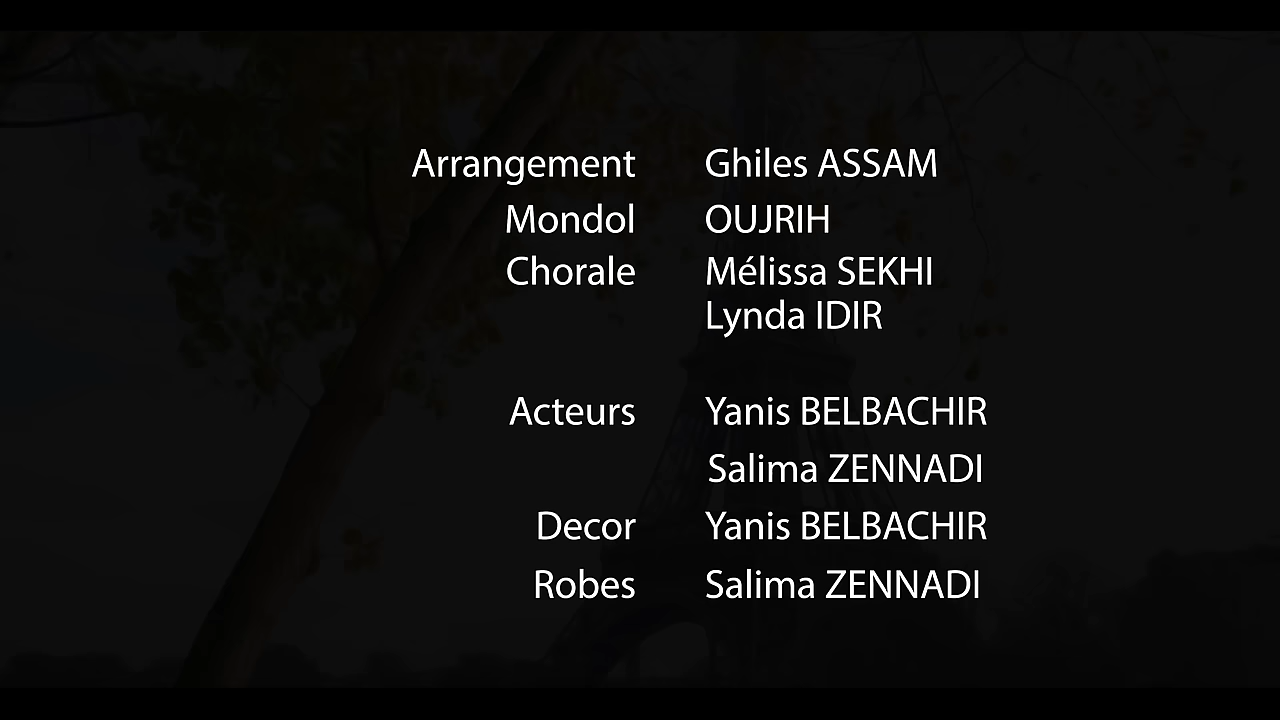 Arrangement Ghiles ASSAM
Mondol OUJRIH
Chorale Mélissa SEKHI
Lynda IDIR
Acteurs Yanis BELBACHIR
Salima ZENNADI
Decor Yanis BELBACHIR
Robes Salima ZENNADI